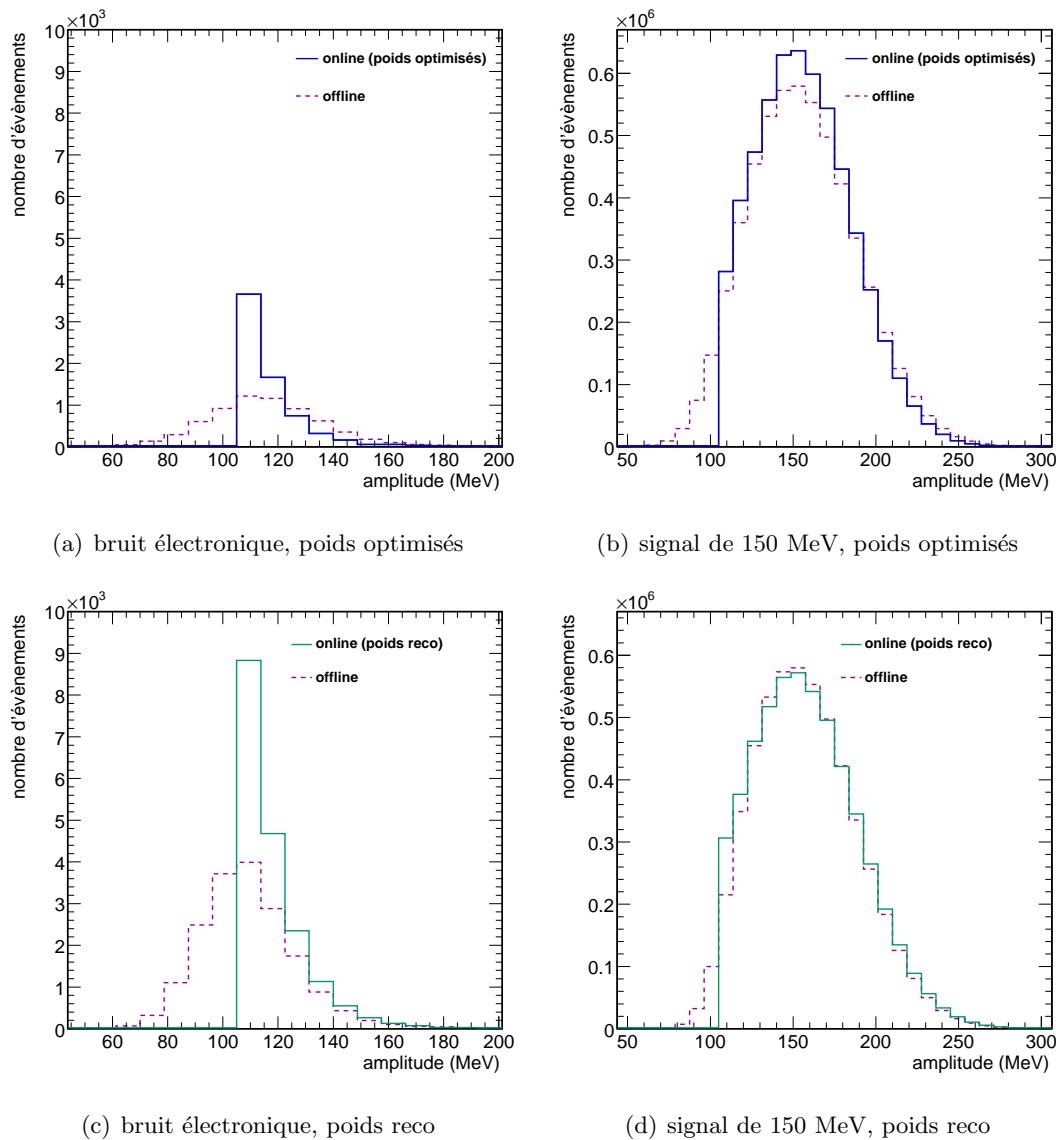 ×10³
10
9
8
7
6
5
4
3
2
1
0
nombre d'évènements
online (poids optimisés)
offline
60 80 100 120 140 160 180 200
amplitude (MeV)
(a) bruit électronique, poids optimisés
×10⁶
0.6
0.5
0.4
0.3
0.2
0.1
0
nombre d'évènements
online (poids optimisés)
offline
50 100 150 200 250 300
amplitude (MeV)
(b) signal de 150 MeV, poids optimisés
×10³
10
9
8
7
6
5
4
3
2
1
0
nombre d'évènements
online (poids reco)
offline
60 80 100 120 140 160 180 200
amplitude (MeV)
(c) bruit électronique, poids reco
×10⁶
0.6
0.5
0.4
0.3
0.2
0.1
0
nombre d'évènements
online (poids reco)
offline
50 100 150 200 250 300
amplitude (MeV)
(d) signal de 150 MeV, poids reco